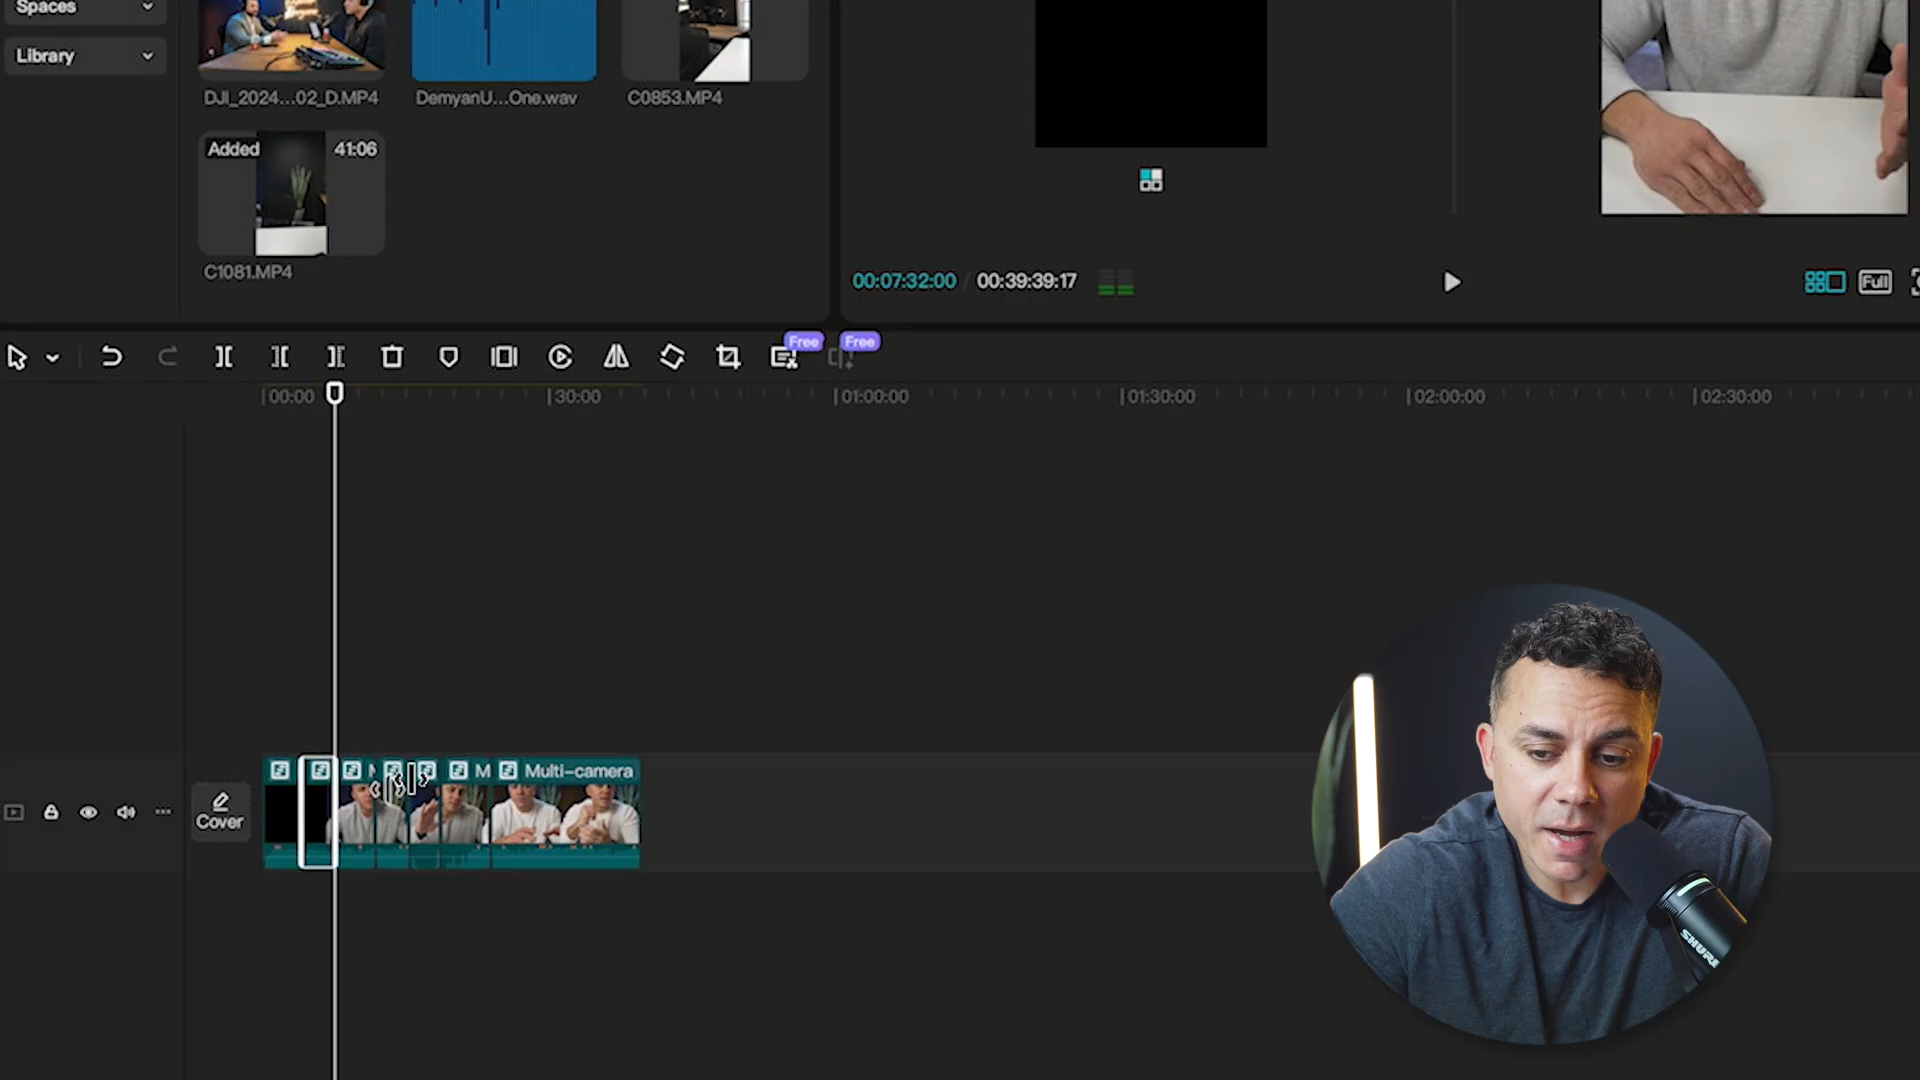 Spaces
Library
DJI_2024...02_D.MP4
DemyanU...One.wav
C0853.MP4
Added
41:06
C1081.MP4
00:07:32:00 / 00:39:39:17
Full
Free
Free
00:00
30:00
01:00:00
01:30:00
02:00:00
02:30:00
Cover
M
Multi-camera
SHURE